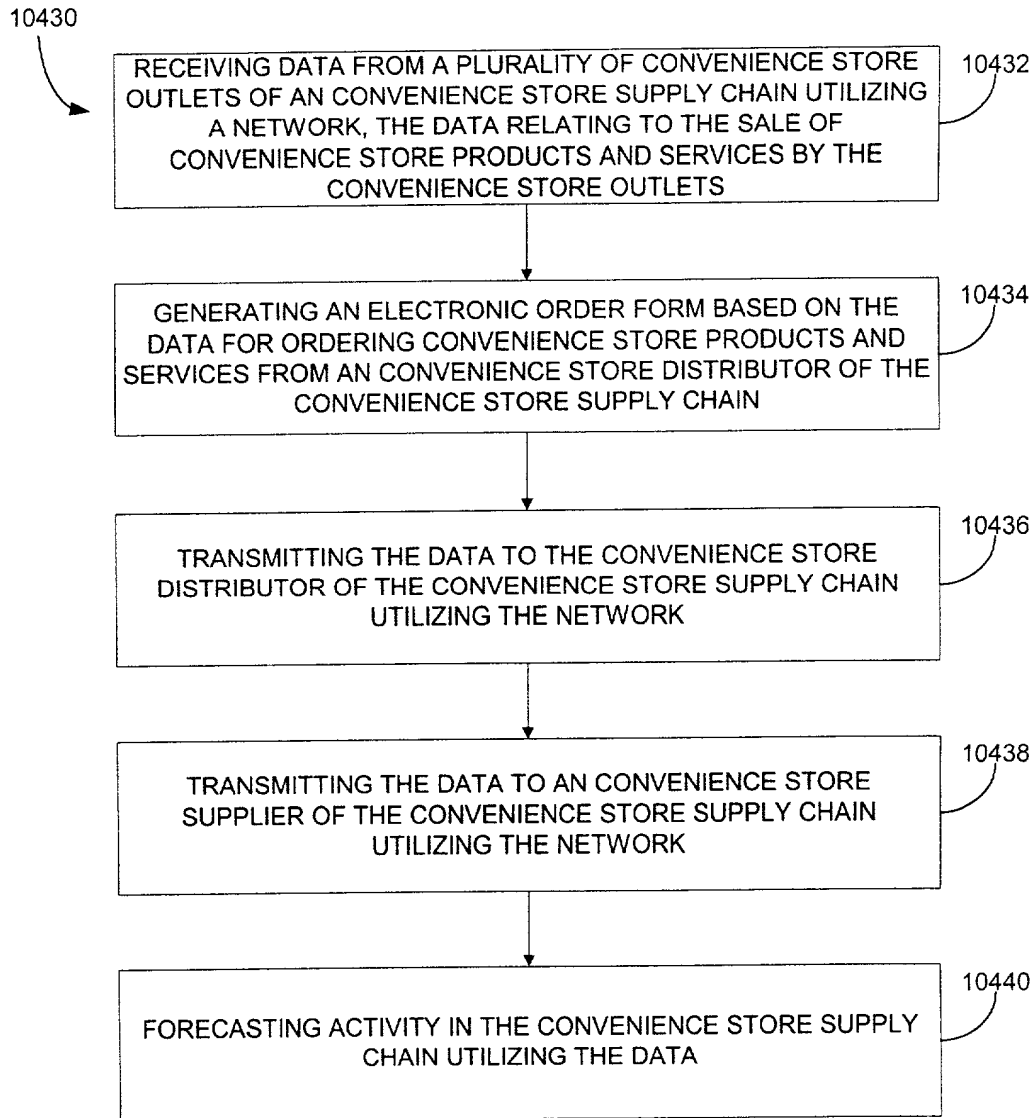 10430
RECEIVING DATA FROM A PLURALITY OF CONVENIENCE STORE
OUTLETS OF AN CONVENIENCE STORE SUPPLY CHAIN UTILIZING
A NETWORK, THE DATA RELATING TO THE SALE OF
CONVENIENCE STORE PRODUCTS AND SERVICES BY THE
CONVENIENCE STORE OUTLETS
10432
GENERATING AN ELECTRONIC ORDER FORM BASED ON THE
DATA FOR ORDERING CONVENIENCE STORE PRODUCTS AND
SERVICES FROM AN CONVENIENCE STORE DISTRIBUTOR OF THE
CONVENIENCE STORE SUPPLY CHAIN
10434
TRANSMITTING THE DATA TO THE CONVENIENCE STORE
DISTRIBUTOR OF THE CONVENIENCE STORE SUPPLY CHAIN
UTILIZING THE NETWORK
10436
TRANSMITTING THE DATA TO AN CONVENIENCE STORE
SUPPLIER OF THE CONVENIENCE STORE SUPPLY CHAIN
UTILIZING THE NETWORK
10438
FORECASTING ACTIVITY IN THE CONVENIENCE STORE SUPPLY
CHAIN UTILIZING THE DATA
10440